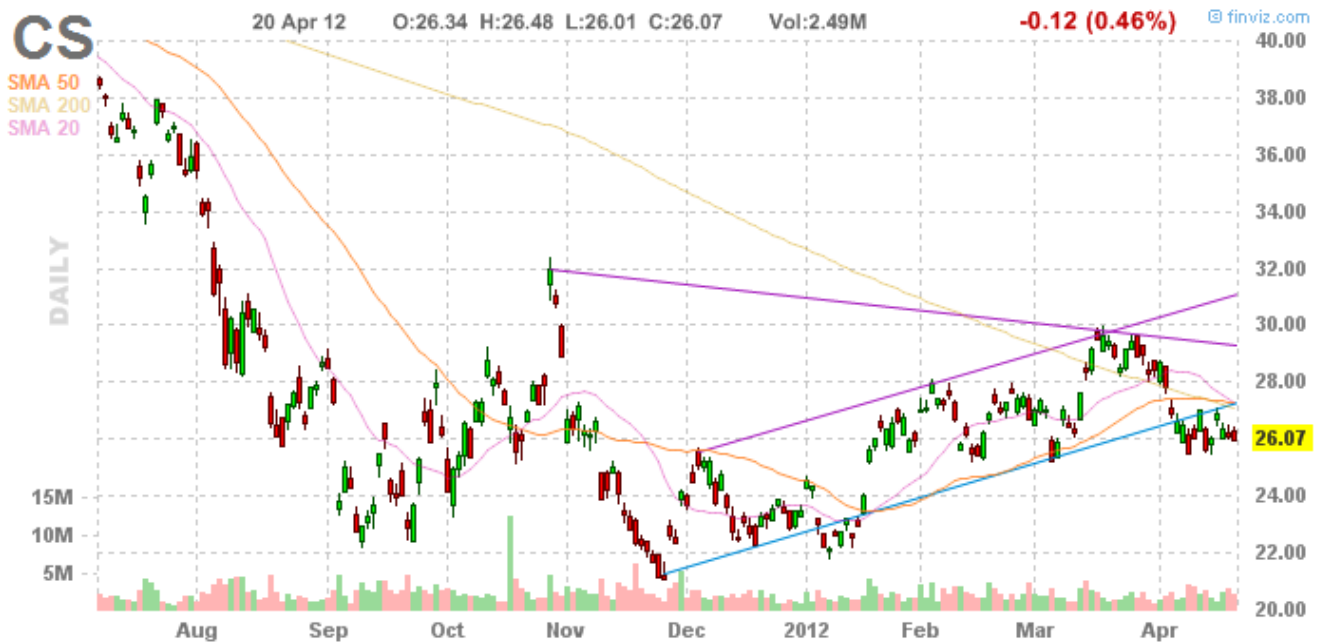 CS 20 Apr 12 O:26.34 H:26.48 L:26.01 C:26.07 Vol:2.49M -0.12 (0.46%) © finviz.com
SMA 50
SMA 200
SMA 20
DAILY
40.00
38.00
36.00
34.00
32.00
30.00
28.00
26.07
24.00
22.00
20.00
15M
10M
5M
Aug Sep Oct Nov Dec 2012 Feb Mar Apr